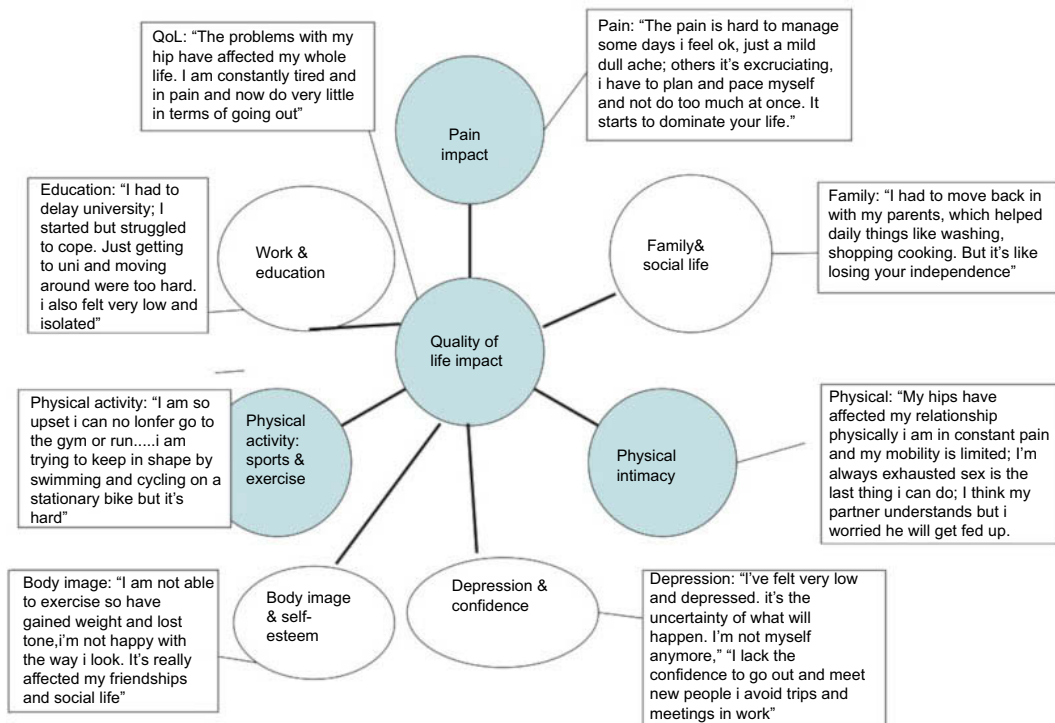 QoL: “The problems with my
hip have affected my whole
life. I am constantly tired and
in pain and now do very little
in terms of going out”
Pain: “The pain is hard to manage
some days i feel ok, just a mild
dull ache; others it’s excruciating,
i have to plan and pace myself
and not do too much at once. It
starts to dominate your life.”
Pain
impact
Education: “I had to
delay university; I
started but struggled
to cope. Just getting
to uni and moving
around were too hard.
i also felt very low and
isolated”
Work &
education
Family&
social life
Family: “I had to move back in
with my parents, which helped
daily things like washing,
shopping cooking. But it’s like
losing your independence”
Quality of
life impact
Physical activity: “I am so
upset i can no lonfer go to
the gym or run.....i am
trying to keep in shape by
swimming and cycling on a
stationary bike but it’s
hard”
Physical
activity:
sports &
exercise
Physical
intimacy
Physical: “My hips have
affected my relationship
physically i am in constant pain
and my mobility is limited; I’m
always exhausted sex is the
last thing i can do; I think my
partner understands but i
worried he will get fed up.
Body image: “I am not able
to exercise so have
gained weight and lost
tone,i’m not happy with
the way i look. It’s really
affected my friendships
and social life”
Body image
& self-
esteem
Depression &
confidence
Depression: “I’ve felt very low
and depressed. it’s the
uncertainty of what will
happen. I’m not myself
anymore,” “I lack the
confidence to go out and meet
new people i avoid trips and
meetings in work”